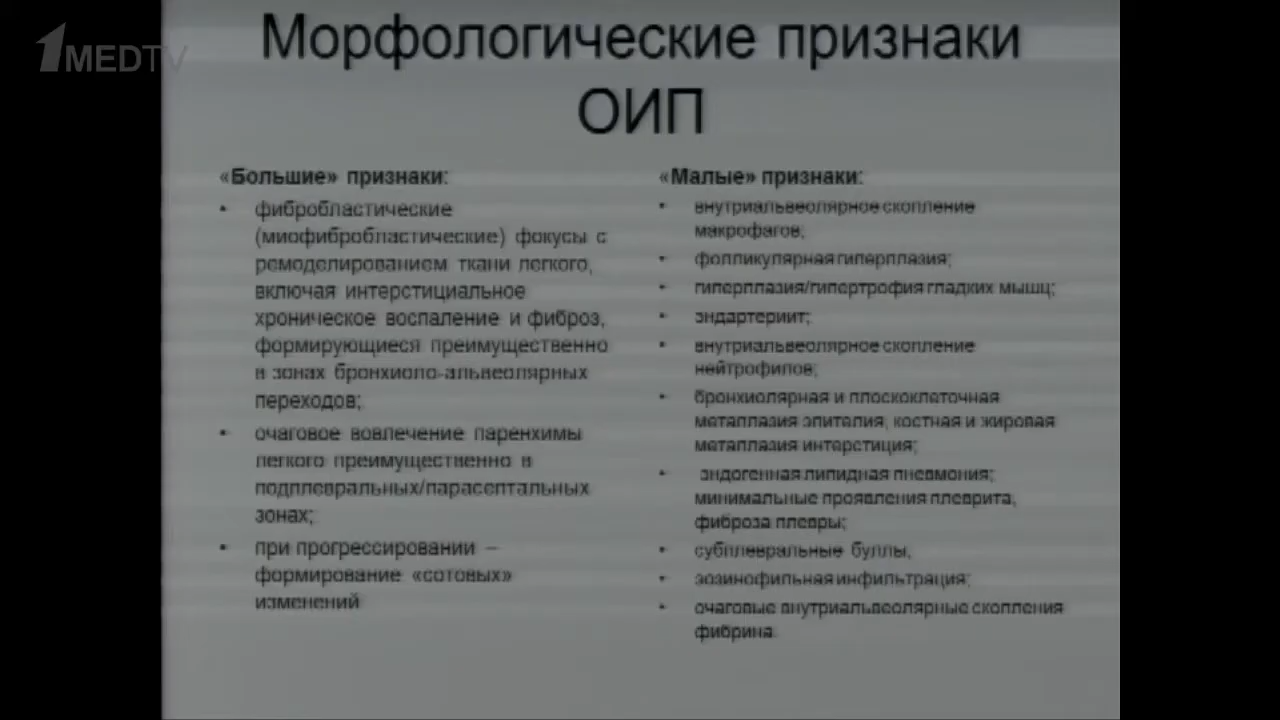 1MEDTV
Морфологические признаки
ОИП
«Большие» признаки:
• фибробластические
(миофибробластические) фокусы с
ремоделированием ткани легкого,
включая интерстициальное
хроническое воспаление и фиброз,
формирующиеся преимущественно
в зонах бронхиоло-альвеолярных
переходов;
• очаговое вовлечение паренхимы
легкого преимущественно в
подплевральных/парасептальных
зонах;
• при прогрессировании –
формирование «сотовых»
изменений
«Малые» признаки:
• внутриальвеолярное скопление
макрофагов;
• фолликулярная гиперплазия;
• гиперплазия/гипертрофия гладких мышц;
• эндартериит;
• внутриальвеолярное скопление
нейтрофилов;
• бронхиолярная и плоскоклеточная
метаплазия эпителия, костная и жировая
метаплазия интерстиция;
• эндогенная липидная пневмония;
минимальные проявления плеврита,
фиброза плевры;
• субплевральные буллы,
• эозинофильная инфильтрация;
• очаговые внутриальвеолярные скопления
фибрина.